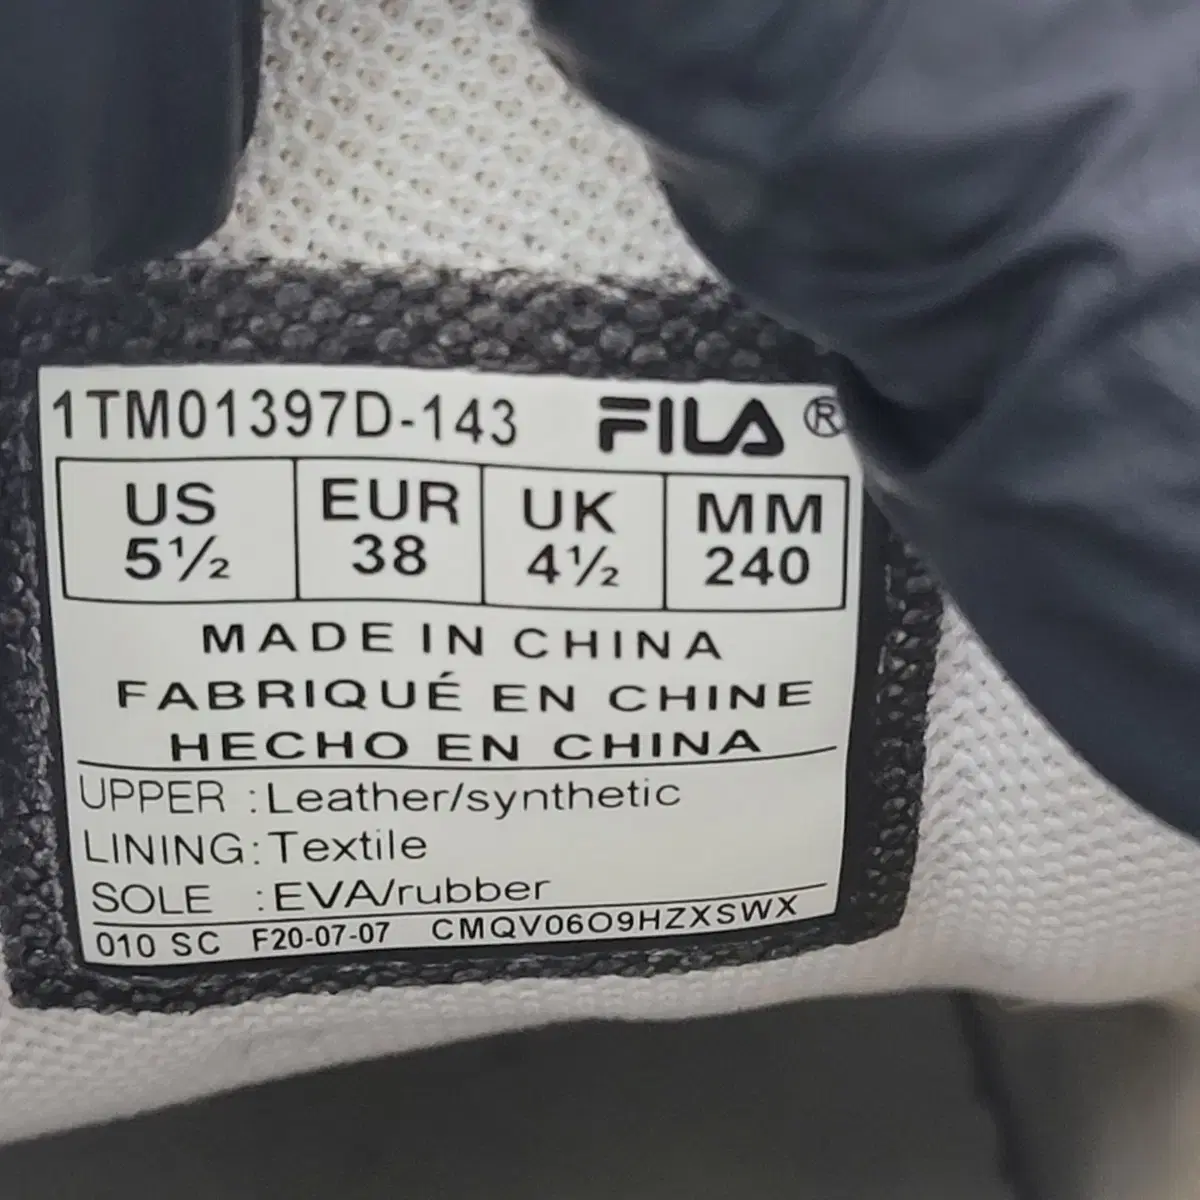 1TM01397D-143 FILA ®
US EUR UK MM
5½ 38 4½ 240
MADE IN CHINA
FABRIQUÉ EN CHINE
HECHO EN CHINA
UPPER :Leather/synthetic
LINING:Textile
SOLE :EVA/rubber
010 SC F20-07-07 CMQV06O9HZXSWX